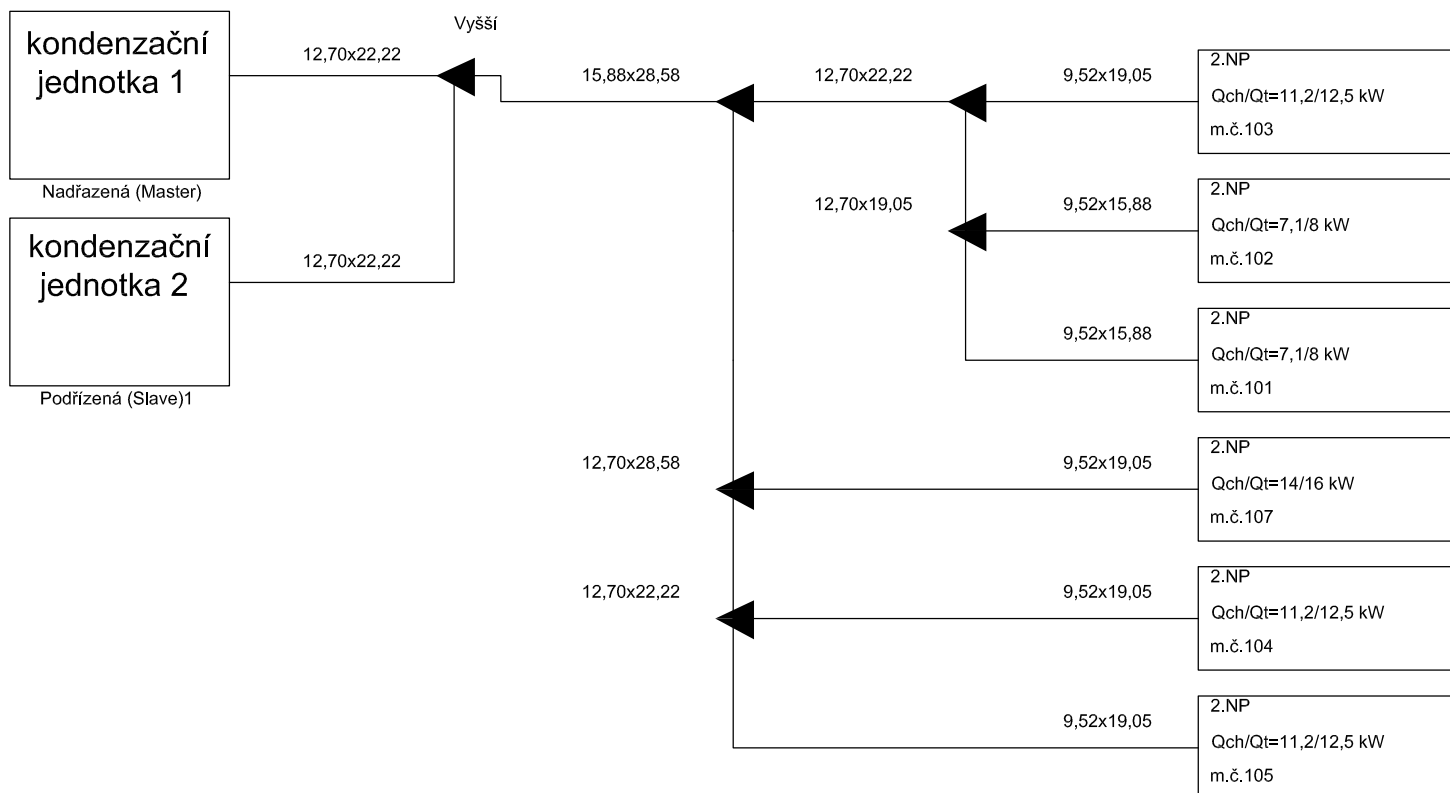 kondenzační
jednotka 1
Nadřazená (Master)
kondenzační
jednotka 2
Podřízená (Slave)1
12,70x22,22
12,70x22,22
Vyšší
15,88x28,58
12,70x22,22
12,70x19,05
12,70x28,58
12,70x22,22
9,52x19,05
2.NP
Qch/Qt=11,2/12,5 kW
m.č.103
9,52x15,88
2.NP
Qch/Qt=7,1/8 kW
m.č.102
9,52x15,88
2.NP
Qch/Qt=7,1/8 kW
m.č.101
9,52x19,05
2.NP
Qch/Qt=14/16 kW
m.č.107
9,52x19,05
2.NP
Qch/Qt=11,2/12,5 kW
m.č.104
9,52x19,05
2.NP
Qch/Qt=11,2/12,5 kW
m.č.105